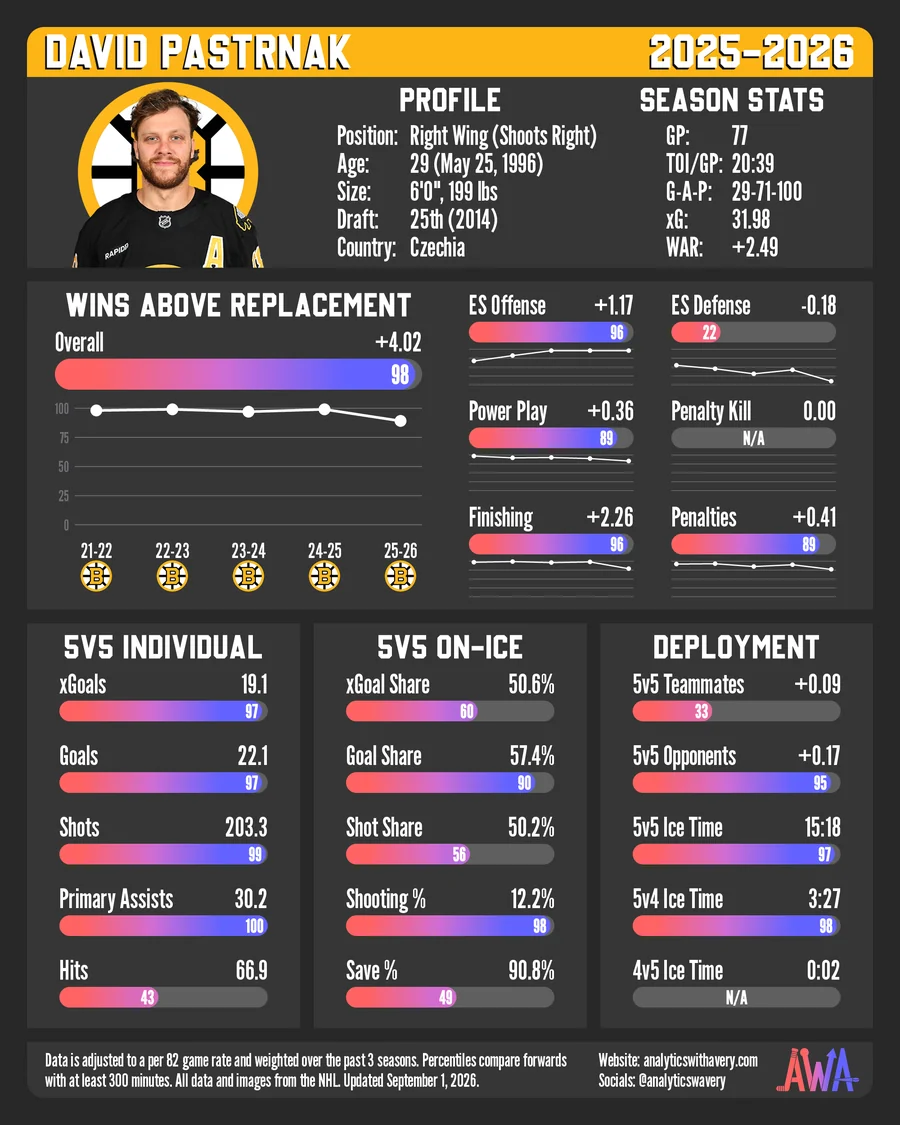 DAVID PASTRNAK 2025-2026
PROFILE
Position: Right Wing (Shoots Right)
Age: 29 (May 25, 1996)
Size: 6'0", 199 lbs
Draft: 25th (2014)
Country: Czechia
SEASON STATS
GP: 77
TOI/GP: 20:39
G-A-P: 29-71-100
xG: 31.98
WAR: +2.49
RAPID7
A
WINS ABOVE REPLACEMENT
Overall +4.02
98
100
75
50
25
0
21-22 22-23 23-24 24-25 25-26
B B B B B
ES Offense +1.17
96
ES Defense -0.18
22
Power Play +0.36
89
Penalty Kill 0.00
N/A
Finishing +2.26
96
Penalties +0.41
89
5V5 INDIVIDUAL
xGoals 19.1
97
Goals 22.1
97
Shots 203.3
99
Primary Assists 30.2
100
Hits 66.9
43
5V5 ON-ICE
xGoal Share 50.6%
60
Goal Share 57.4%
90
Shot Share 50.2%
56
Shooting % 12.2%
98
Save % 90.8%
49
DEPLOYMENT
5v5 Teammates +0.09
33
5v5 Opponents +0.17
95
5v5 Ice Time 15:18
97
5v4 Ice Time 3:27
98
4v5 Ice Time 0:02
N/A
Data is adjusted to a per 82 game rate and weighted over the past 3 seasons. Percentiles compare forwards
with at least 300 minutes. All data and images from the NHL. Updated September 1, 2026.
Website: analyticswithavery.com
Socials: @analyticswavery
AWA